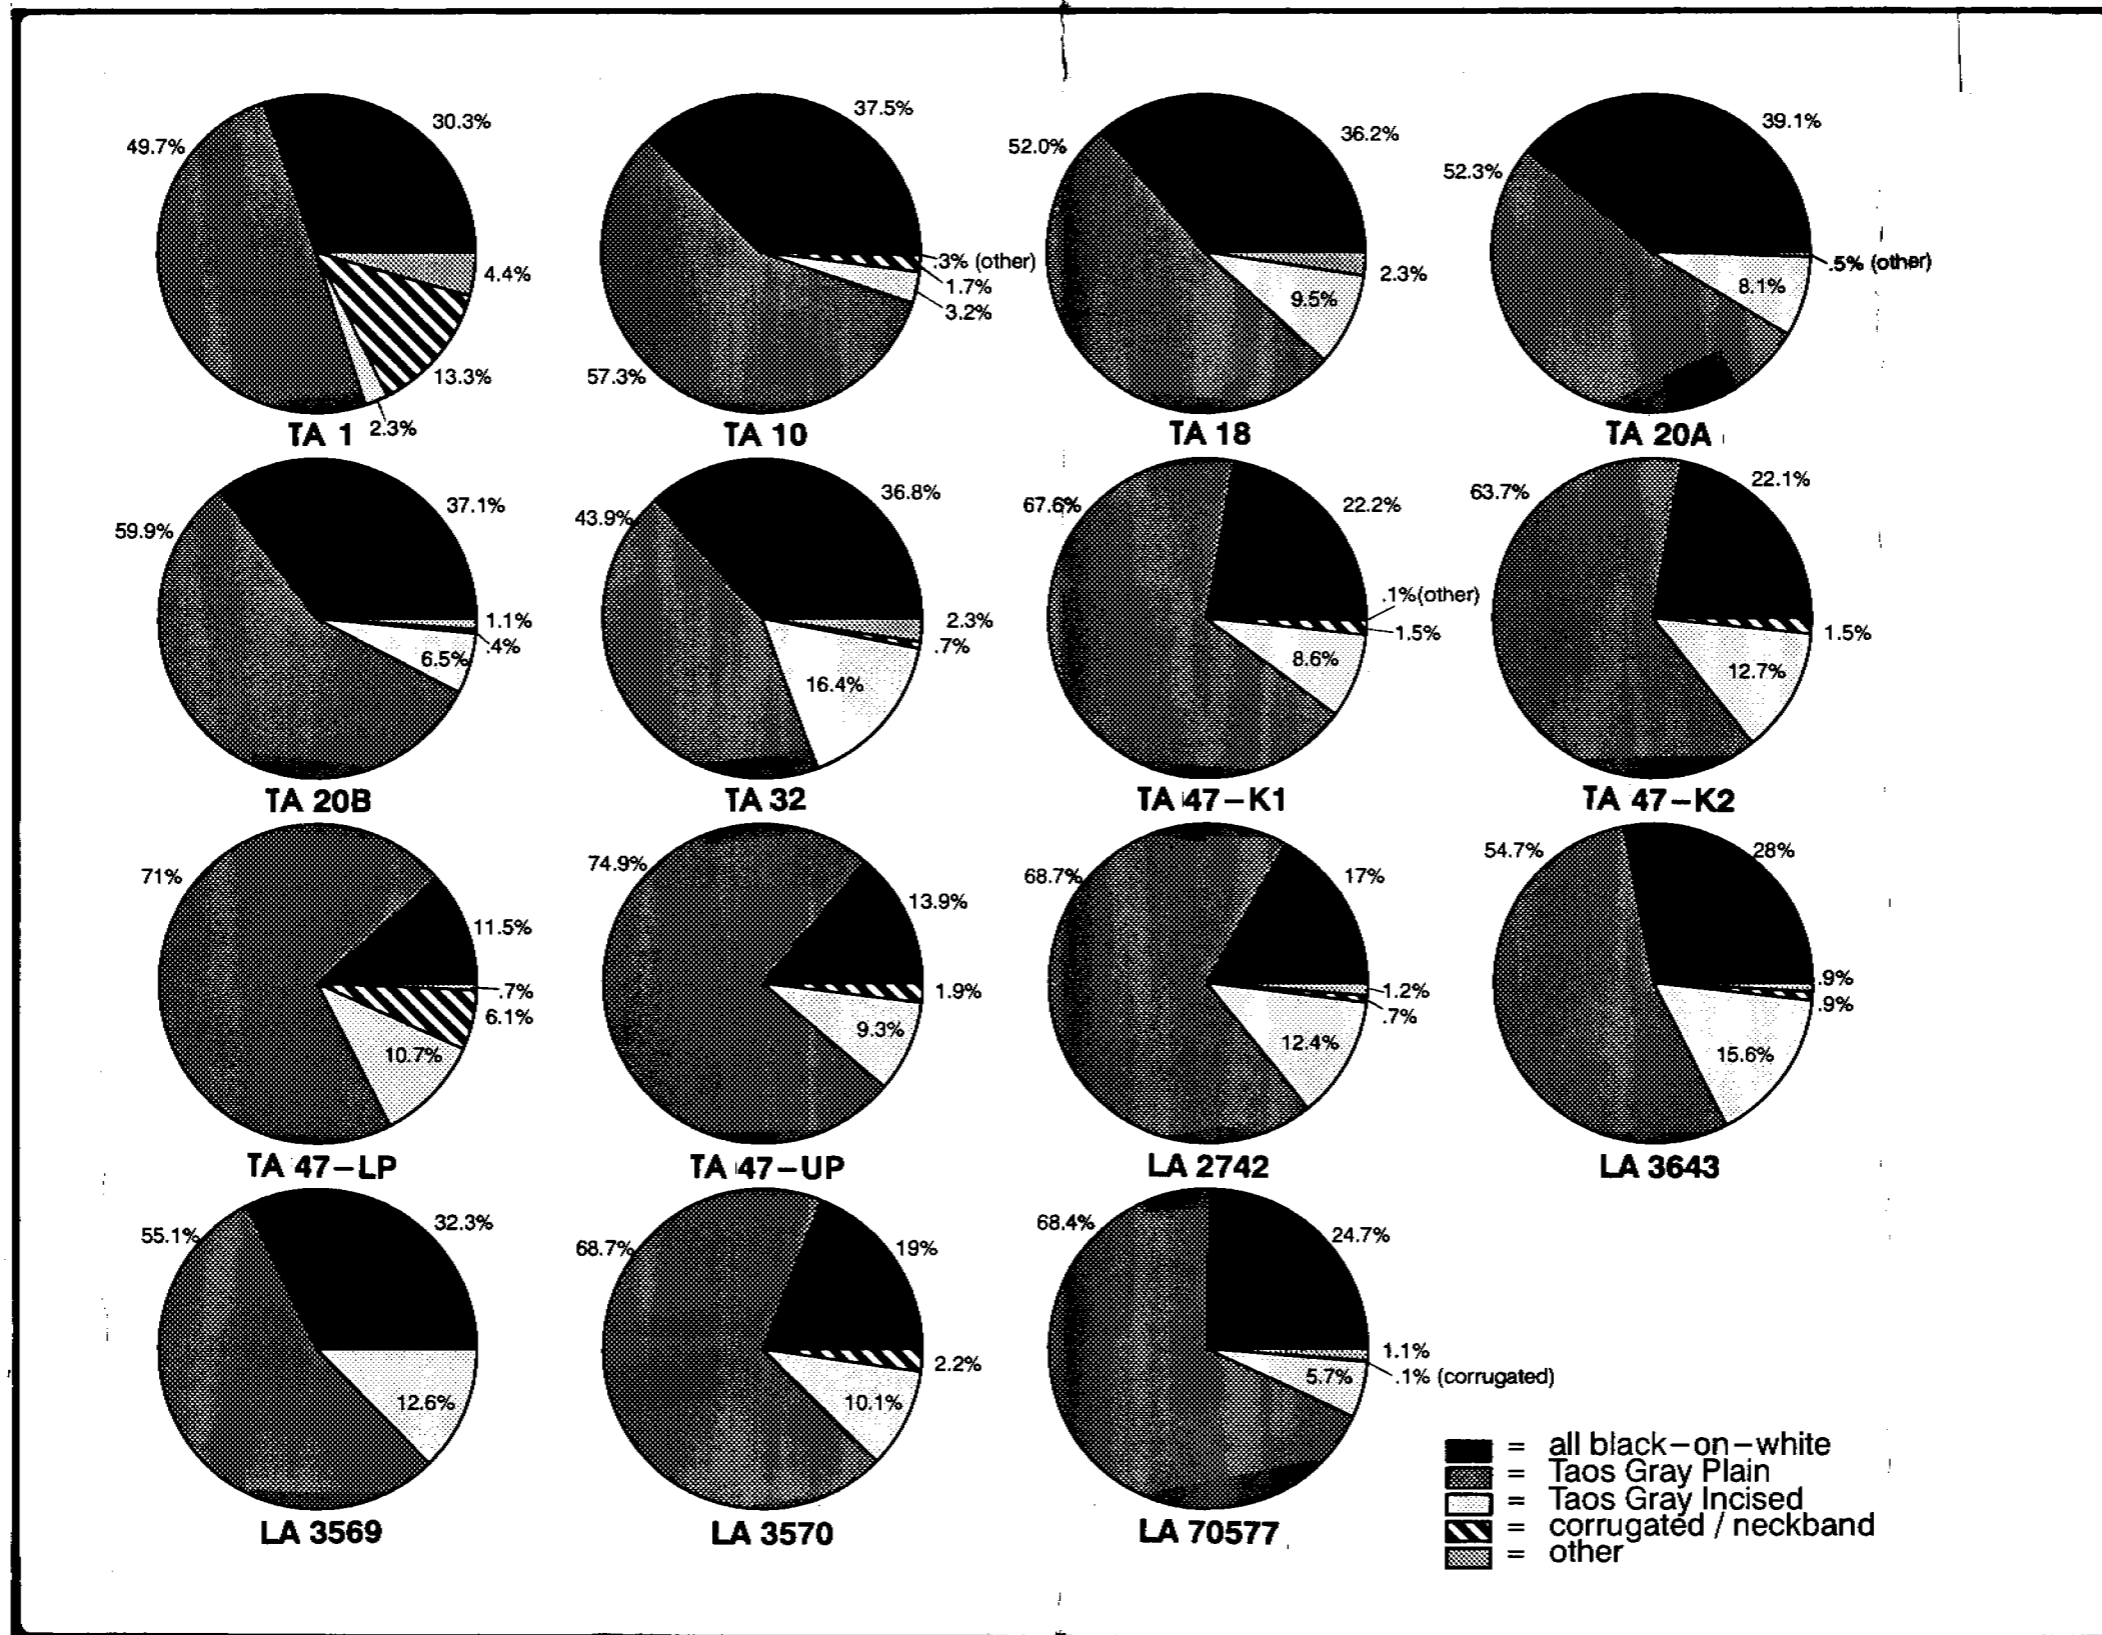 49.7%
30.3%
4.4%
13.3%
2.3%
TA 1
37.5%
.3% (other)
1.7%
3.2%
57.3%
TA 10
52.0%
36.2%
2.3%
9.5%
TA 18
52.3%
39.1%
.5% (other)
8.1%
TA 20A
59.9%
37.1%
1.1%
.4%
6.5%
TA 20B
43.9%
36.8%
2.3%
.7%
16.4%
TA 32
67.6%
22.2%
.1%(other)
1.5%
8.6%
TA 47-K1
63.7%
22.1%
1.5%
12.7%
TA 47-K2
71%
11.5%
.7%
6.1%
10.7%
TA 47-LP
74.9%
13.9%
1.9%
9.3%
TA 47-UP
68.7%
17%
1.2%
.7%
12.4%
LA 2742
54.7%
28%
.9%
.9%
15.6%
LA 3643
55.1%
32.3%
12.6%
LA 3569
68.7%
19%
2.2%
10.1%
LA 3570
68.4%
24.7%
1.1%
.1% (corrugated)
5.7%
LA 70577
= all black-on-white
= Taos Gray Plain
= Taos Gray Incised
= corrugated / neckband
= other